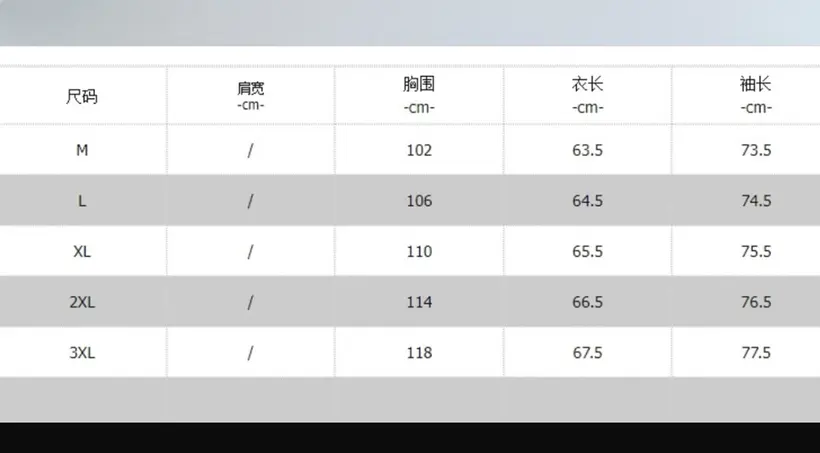 尺码 肩宽 胸围 衣长 袖长
-cm- -cm- -cm- -cm-
M / 102 63.5 73.5
L / 106 64.5 74.5
XL / 110 65.5 75.5
2XL / 114 66.5 76.5
3XL / 118 67.5 77.5